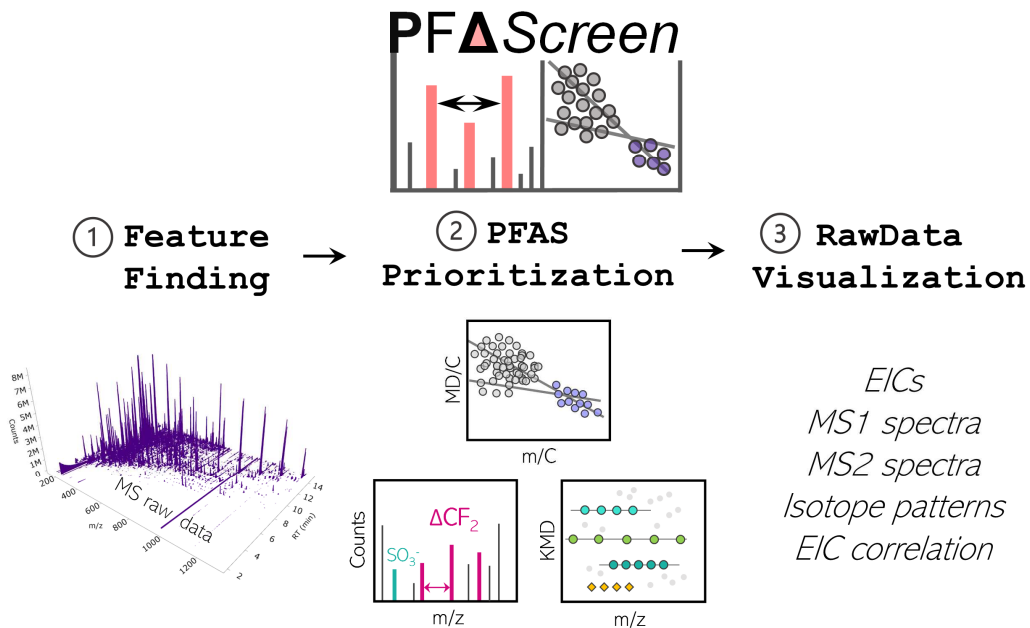 PFΔScreen
1 Feature
Finding
2 PFAS
Prioritization
3 RawData
Visualization
8M
7M
6M
5M
4M
3M
2M
1M
0
Counts
200
400
600
800
1000
1200
m/z
2
4
6
8
10
12
14
RT (min)
MS raw data
MD/C
m/C
Counts
SO₃⁻
ΔCF₂
m/z
KMD
m/z
EICs
MS1 spectra
MS2 spectra
Isotope patterns
EIC correlation